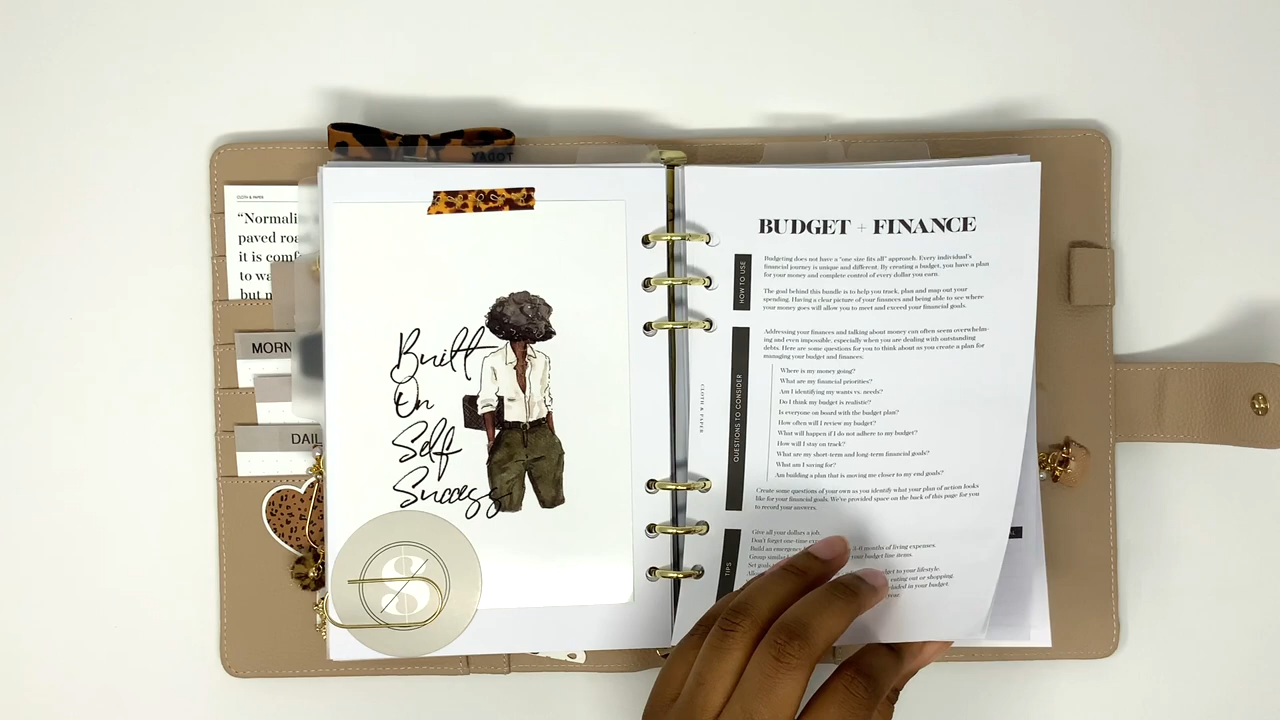 TODAY
CLOTH & PAPER
“Normali
paved roa
it is comf
to wa
but n
MORN
DAIL
Built
On
Self
Success
S
CLOTH & PAPER
BUDGET + FINANCE
HOW TO USE
Budgeting does not have a "one size fits all" approach. Every individual's
financial journey is unique and different. By creating a budget, you have a plan
for your money and complete control of every dollar you earn.
The goal behind this bundle is to help you track, plan and map out your
spending. Having a clear picture of your finances and being able to see where
your money goes will allow you to meet and exceed your financial goals.
QUESTIONS TO CONSIDER
Addressing your finances and talking about money can often seem overwhelm-
ing and even impossible, especially when you are dealing with outstanding
debts. Here are some questions for you to think about as you create a plan for
managing your budget and finances:
Where is my money going?
What are my financial priorities?
Am I identifying my wants vs. needs?
Do I think my budget is realistic?
Is everyone on board with the budget plan?
How often will I review my budget?
What will happen if I do not adhere to my budget?
How will I stay on track?
What are my short-term and long-term financial goals?
What am I saving for?
Am building a plan that is moving me closer to my end goals?
Create some questions of your own as you identify what your plan of action looks
like for your financial goals. We've provided space on the back of this page for you
to record your answers.
TIPS
Give all your dollars a job.
Don't forget one-time
Build an emergency 3-6 months of living expenses.
Group similar your budget line items.
Set goals budget to your lifestyle.
eating out or shopping.
included in your budget.
year.